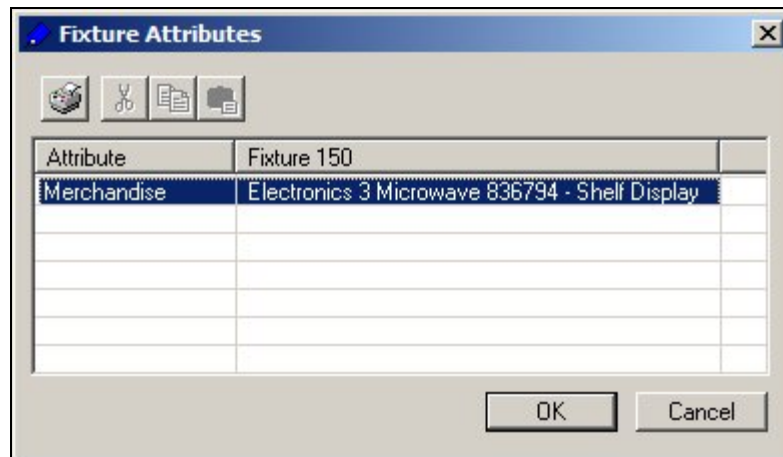 Fixture Attributes
Attribute Fixture 150
Merchandise Electronics 3 Microwave 836794 - Shelf Display
OK Cancel